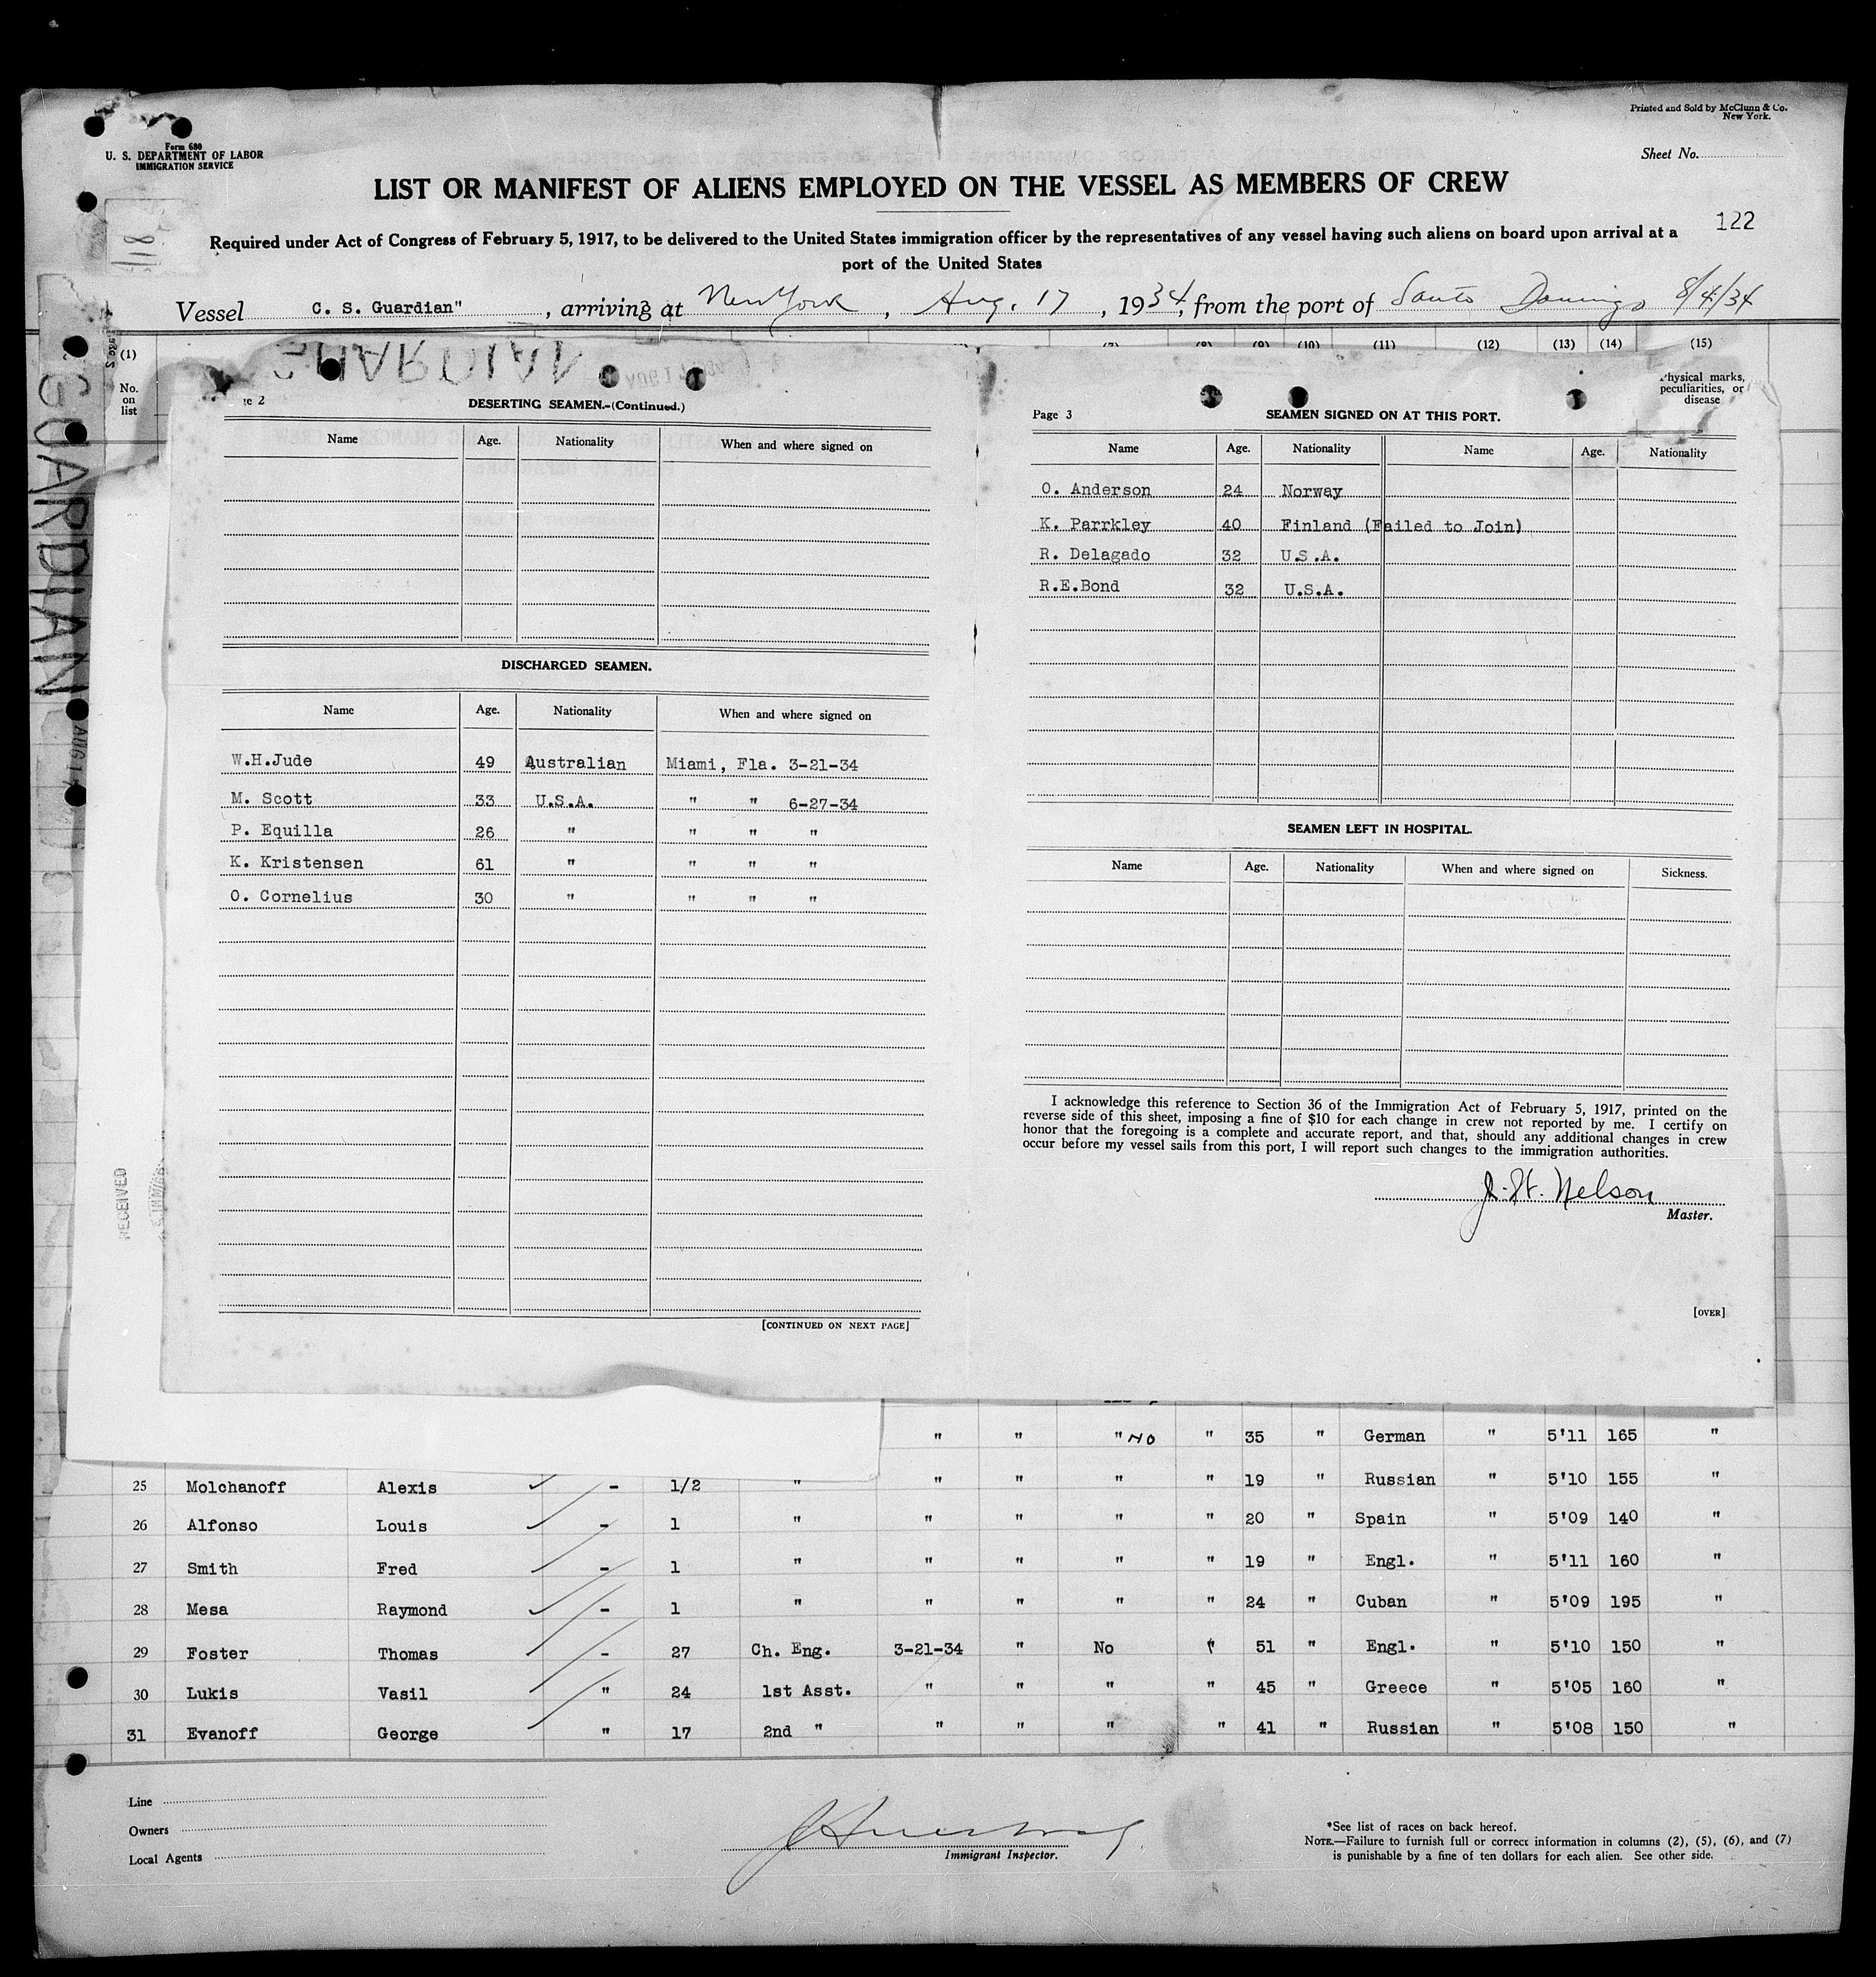 Printed and Sold by McClunn & Co.
New York.
Form 680
U. S. DEPARTMENT OF LABOR
IMMIGRATION SERVICE
Sheet No.
LIST OR MANIFEST OF ALIENS EMPLOYED ON THE VESSEL AS MEMBERS OF CREW
122
Required under Act of Congress of February 5, 1917, to be delivered to the United States immigration officer by the representatives of any vessel having such aliens on board upon arrival at a
port of the United States
Vessel C. S. Guardian", arriving at New York, Aug. 17, 1934, from the port of Santo Domingo 8/4/34
(1) (11) (12) (13) (14) (15)
No. on list
Physical marks, peculiarities, or disease
GUARDIAN
GUARDIAN
RECEIVED
DESERTING SEAMEN.-(Continued.)
Name Age. Nationality When and where signed on
DISCHARGED SEAMEN.
Name Age. Nationality When and where signed on
W.H.Jude 49 Australian Miami, Fla. 3-21-34
M. Scott 33 U.S.A. " " 6-27-34
P. Equilla 26 " " " "
K. Kristensen 61 " " " "
O. Cornelius 30 " " " "
[CONTINUED ON NEXT PAGE]
Page 3
SEAMEN SIGNED ON AT THIS PORT.
Name Age. Nationality Name Age. Nationality
O. Anderson 24 Norway
K. Parrkley 40 Finland (Failed to Join)
R. Delagado 32 U.S.A.
R.E.Bond 32 U.S.A.
SEAMEN LEFT IN HOSPITAL.
Name Age. Nationality When and where signed on Sickness.
I acknowledge this reference to Section 36 of the Immigration Act of February 5, 1917, printed on the
reverse side of this sheet, imposing a fine of $10 for each change in crew not reported by me. I certify on
honor that the foregoing is a complete and accurate report, and that, should any additional changes in crew
occur before my vessel sails from this port, I will report such changes to the immigration authorities.
Nelson
Master.
[OVER]
" " " NO " 35 " German " 5'11 165 "
25 Molchanoff Alexis - 1/2 " " " " " 19 " Russian " 5'10 155 "
26 Alfonso Louis - 1 " " " " " 20 " Spain " 5'09 140 "
27 Smith Fred - 1 " " " " " 19 " Engl. " 5'11 160 "
28 Mesa Raymond - 1 " " " " " 24 " Cuban " 5'09 195 "
29 Foster Thomas - 27 Ch. Eng. 3-21-34 " No " 51 " Engl. " 5'10 150 "
30 Lukis Vasil " 24 1st Asst. " " " " 45 " Greece " 5'05 160 "
31 Evanoff George " 17 2nd " " " " " 41 " Russian " 5'08 150 "
Line
Owners
Local Agents
Immigrant Inspector.
*See list of races on back hereof.
NOTE.—Failure to furnish full or correct information in columns (2), (5), (6), and (7)
is punishable by a fine of ten dollars for each alien. See other side.